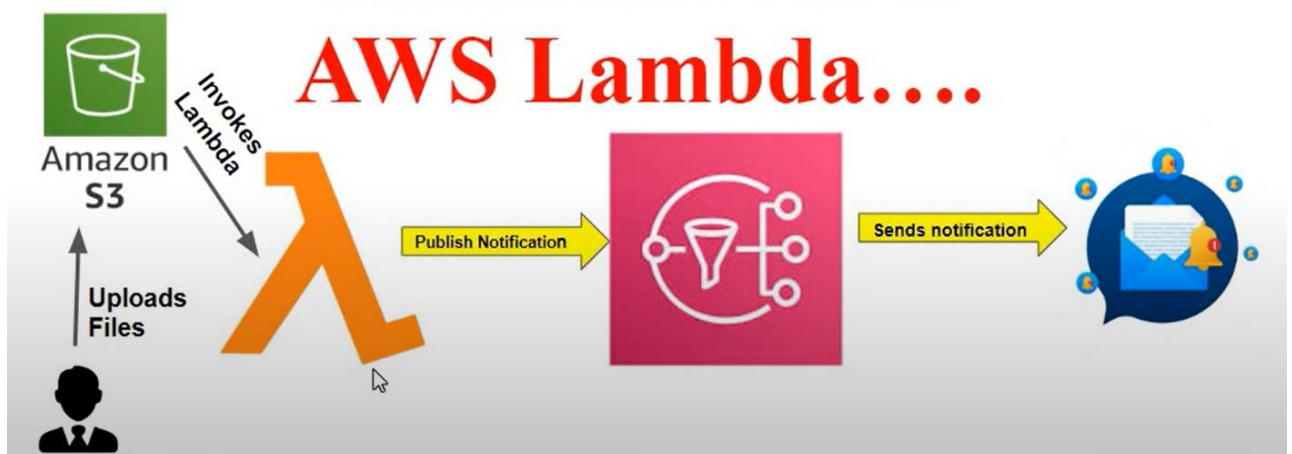 AWS Lambda....
Amazon
S3
Invokes
Lambda
Uploads
Files
Publish Notification
Sends notification